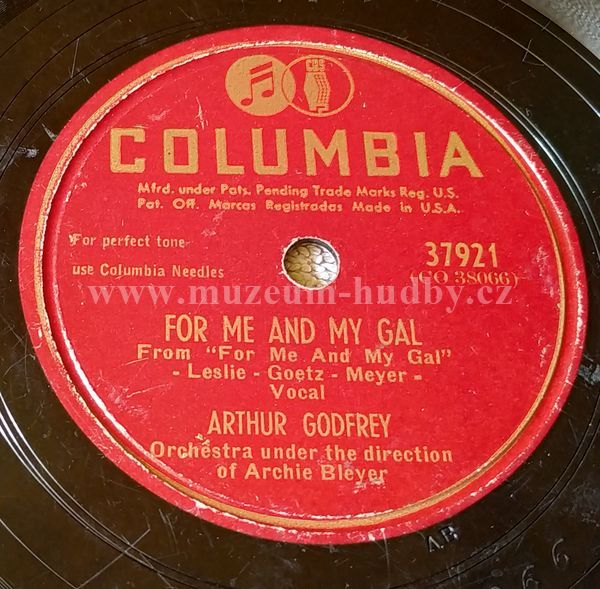 CBS
COLUMBIA
Mfrd. under Pats. Pending Trade Marks Reg. U.S.
Pat. Off. Marcas Registradas Made in U.S.A.
For perfect tone
use Columbia Needles
37921
(CO 38066)
www.muzeum-hudby.cz
FOR ME AND MY GAL
From "For Me And My Gal"
- Leslie - Goetz - Meyer -
Vocal
ARTHUR GODFREY
Orchestra under the direction
of Archie Bleyer